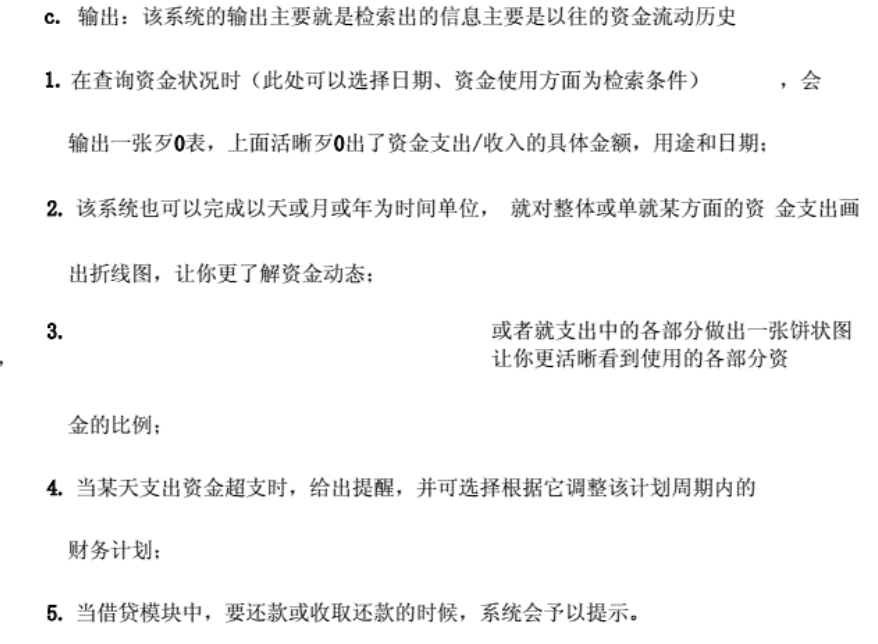 c. 输出：该系统的输出主要就是检索出的信息主要是以往的资金流动历史
1. 在查询资金状况时（此处可以选择日期、资金使用方面为检索条件） ，会
输出一张歹0表，上面活晰歹0出了资金支出/收入的具体金额，用途和日期；
2. 该系统也可以完成以天或月或年为时间单位， 就对整体或单就某方面的资 金支出画
出折线图，让你更了解资金动态；
3. 或者就支出中的各部分做出一张饼状图
， 让你更活晰看到使用的各部分资
金的比例；
4. 当某天支出资金超支时，给出提醒，并可选择根据它调整该计划周期内的
财务计划；
5. 当借贷模块中，要还款或收取还款的时候，系统会予以提示。